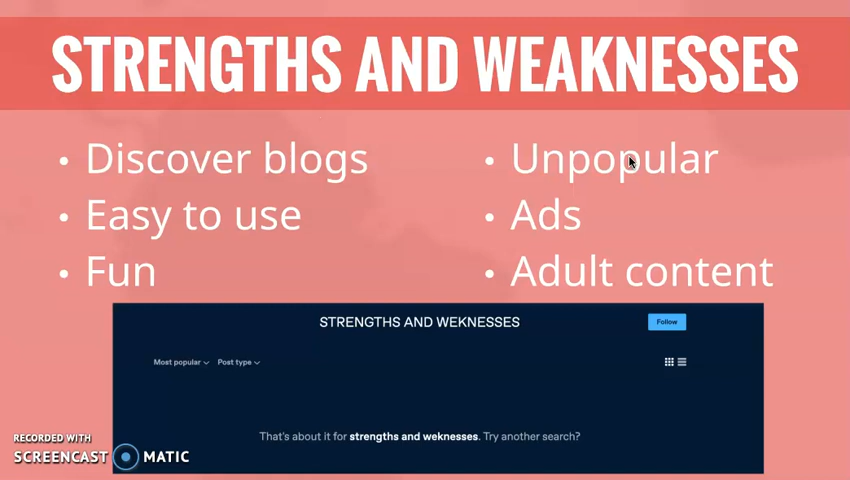 STRENGTHS AND WEAKNESSES
• Discover blogs
• Easy to use
• Fun
• Unpopular
• Ads
• Adult content
STRENGTHS AND WEKNESSES
Follow
Most popular Post type
That's about it for strengths and weknesses. Try another search?
RECORDED WITH
SCREENCAST MATIC